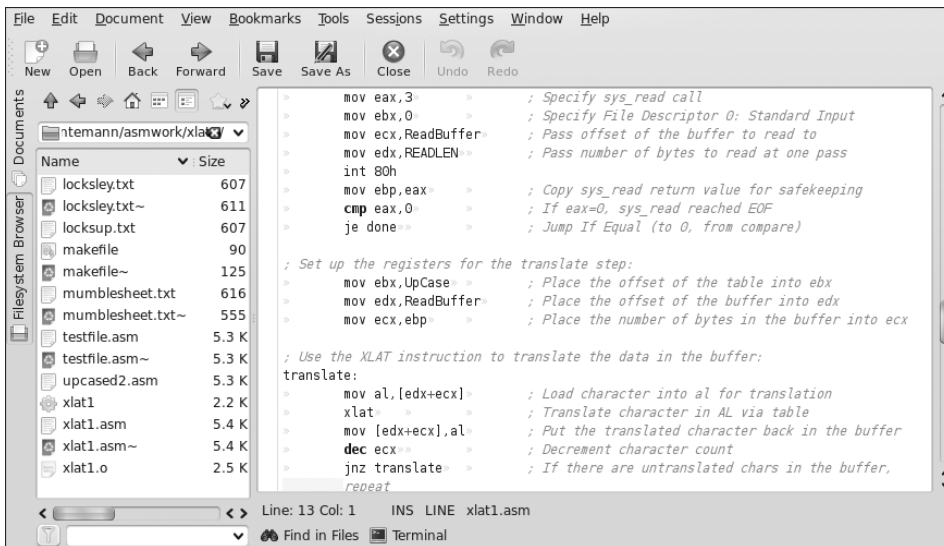 File Edit Document View Bookmarks Tools Sessions Settings Window Help
New Open Back Forward Save Save As Close Undo Redo
Documents
Filesystem Browser
ntemann/asmwork/xla
Name Size
locksley.txt 607
locksley.txt~ 611
locksup.txt 607
makefile 90
makefile~ 125
mumblesheet.txt 616
mumblesheet.txt~ 555
testfile.asm 5.3 K
testfile.asm~ 5.3 K
upcased2.asm 5.3 K
xlat1 2.2 K
xlat1.asm 5.4 K
xlat1.asm~ 5.4 K
xlat1.o 2.5 K
mov eax,3 ; Specify sys_read call
mov ebx,0 ; Specify File Descriptor 0: Standard Input
mov ecx,ReadBuffer ; Pass offset of the buffer to read to
mov edx,READLEN ; Pass number of bytes to read at one pass
int 80h
mov ebp,eax ; Copy sys_read return value for safekeeping
cmp eax,0 ; If eax=0, sys_read reached EOF
je done ; Jump If Equal (to 0, from compare)
; Set up the registers for the translate step:
mov ebx,UpCase ; Place the offset of the table into ebx
mov edx,ReadBuffer ; Place the offset of the buffer into edx
mov ecx,ebp ; Place the number of bytes in the buffer into ecx
; Use the XLAT instruction to translate the data in the buffer:
translate:
mov al,[edx+ecx] ; Load character into al for translation
xlat ; Translate character in AL via table
mov [edx+ecx],al ; Put the translated character back in the buffer
dec ecx ; Decrement character count
jnz translate ; If there are untranslated chars in the buffer,
repeat
Line: 13 Col: 1 INS LINE xlat1.asm
Find in Files Terminal